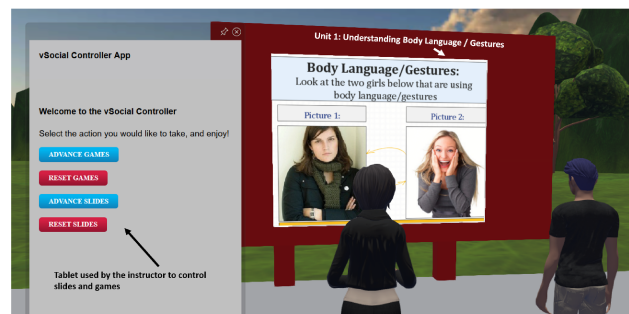 vSocial Controller App
Welcome to the vSocial Controller
Select the action you would like to take, and enjoy!
ADVANCE GAMES
RESET GAMES
ADVANCE SLIDES
RESET SLIDES
Tablet used by the instructor to control
slides and games
Unit 1: Understanding Body Language / Gestures
Body Language/Gestures:
Look at the two girls below that are using
body language/gestures
Picture 1:
Picture 2: